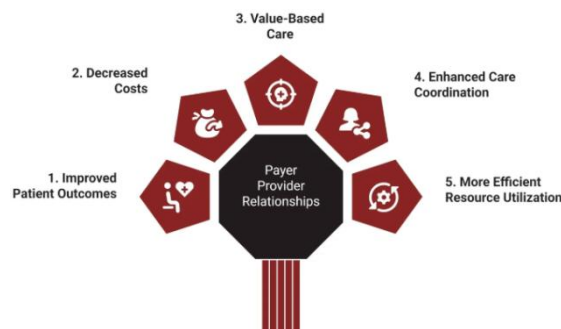 3. Value-Based
Care
2. Decreased
Costs
4. Enhanced Care
Coordination
1. Improved
Patient Outcomes
Payer
Provider
Relationships
5. More Efficient
Resource Utilization